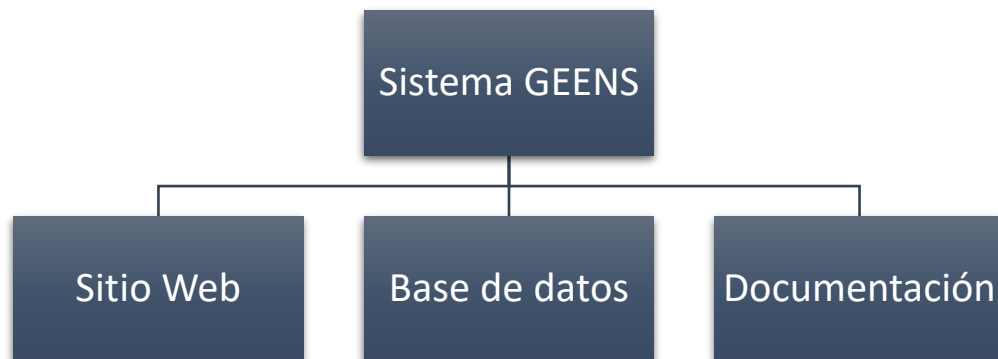 Sistema GEENS
Sitio Web
Base de datos
Documentación